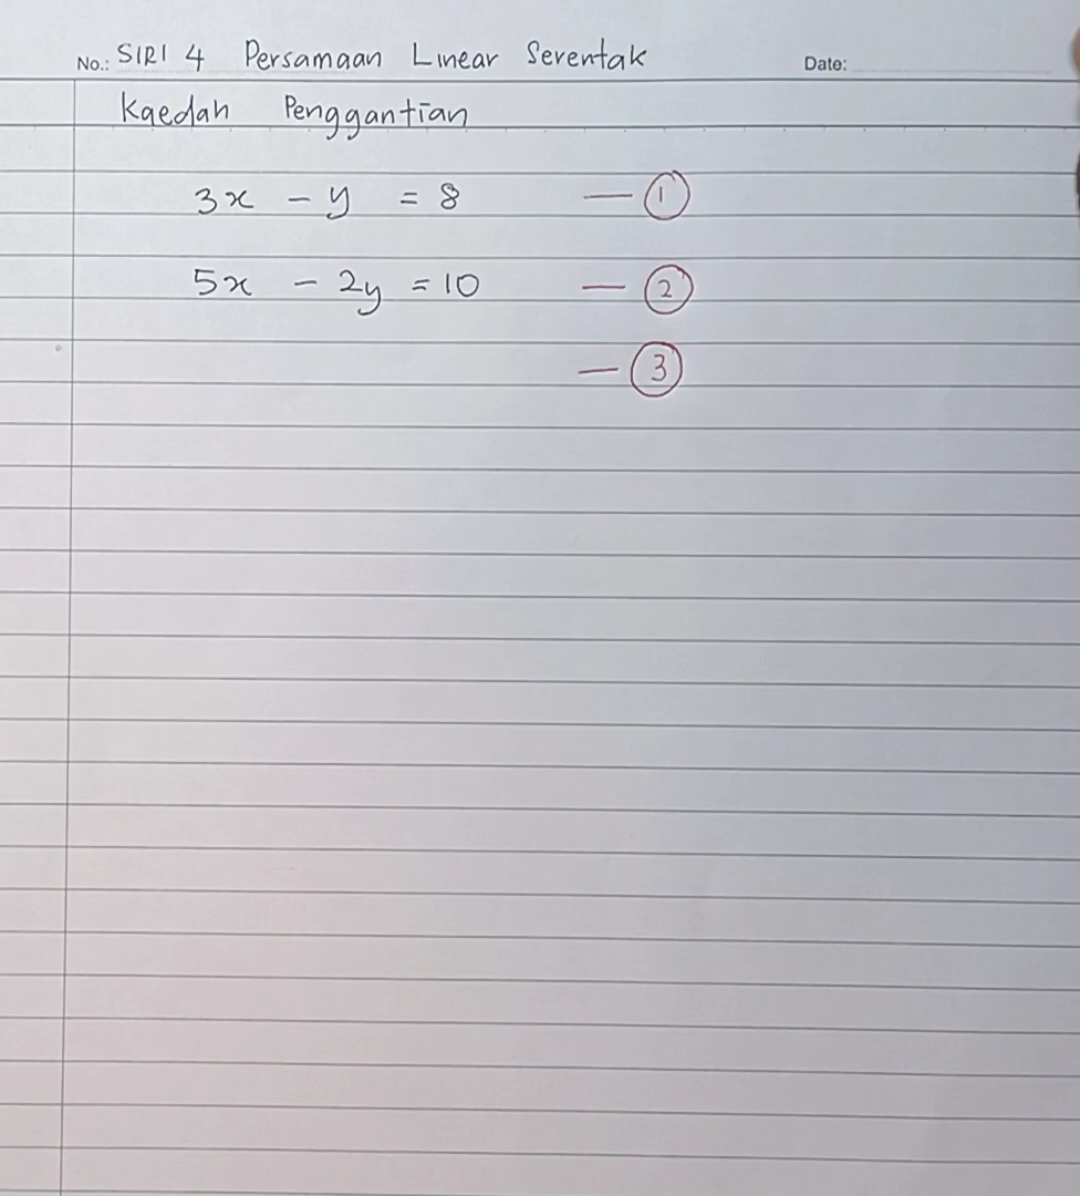 No.: SIRI 4 Persamaan Linear Serentak Date:
Kaedah Penggantian
3x - y = 8 — ①
5x - 2y = 10 — ②
— ③